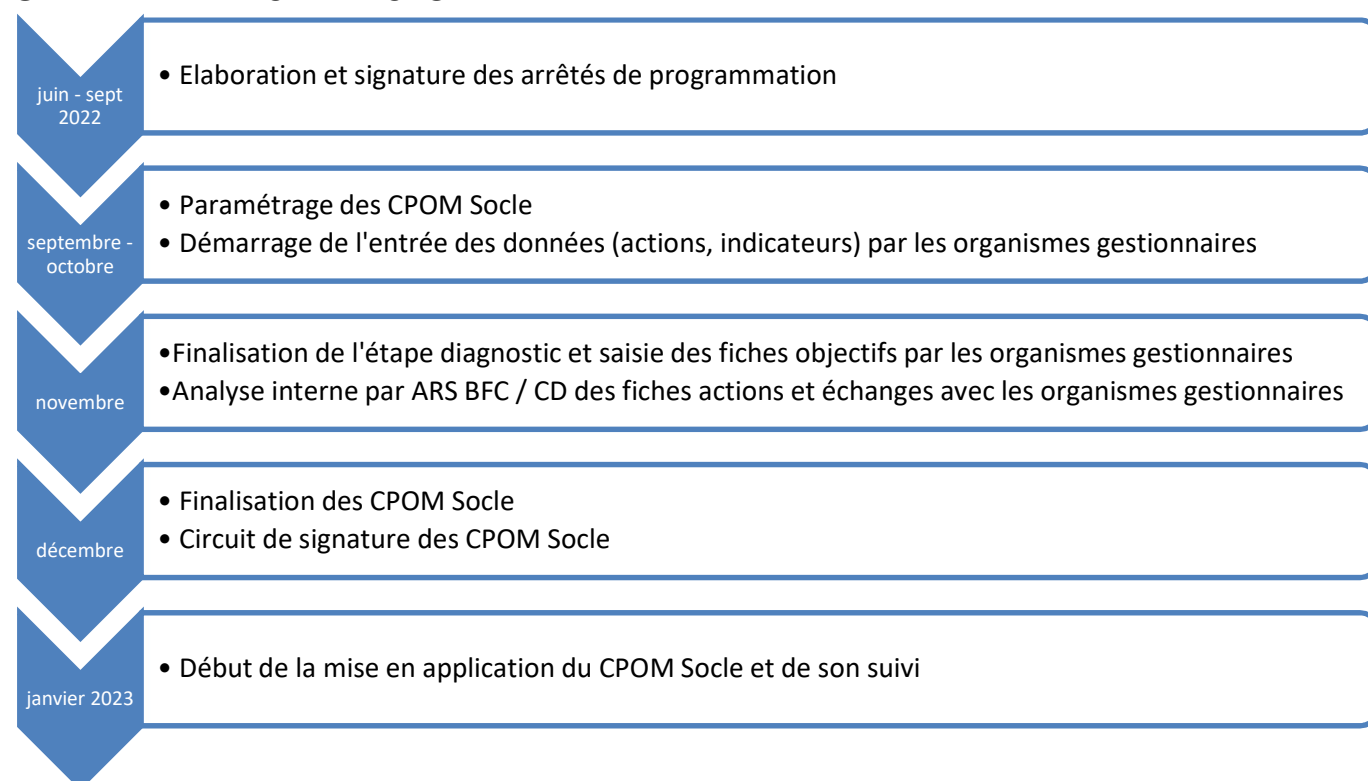 juin - sept
2022
• Elaboration et signature des arrêtés de programmation
septembre -
octobre
• Paramétrage des CPOM Socle
• Démarrage de l'entrée des données (actions, indicateurs) par les organismes gestionnaires
novembre
•Finalisation de l'étape diagnostic et saisie des fiches objectifs par les organismes gestionnaires
•Analyse interne par ARS BFC / CD des fiches actions et échanges avec les organismes gestionnaires
décembre
• Finalisation des CPOM Socle
• Circuit de signature des CPOM Socle
janvier 2023
• Début de la mise en application du CPOM Socle et de son suivi